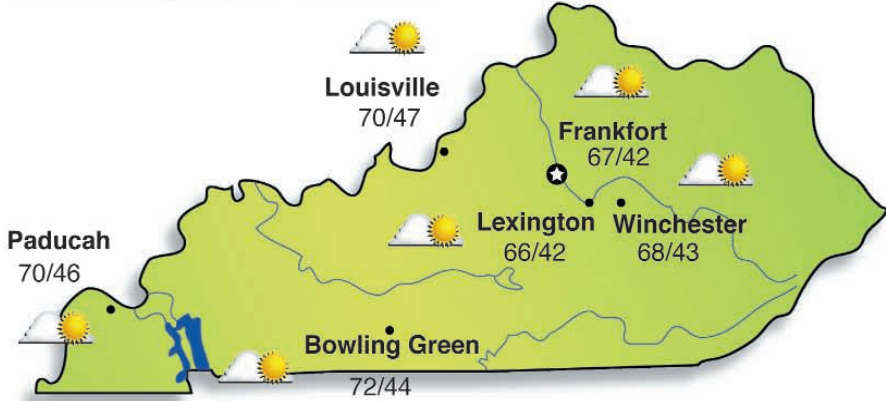 Louisville
70/47
Frankfort
67/42
Lexington
66/42
Winchester
68/43
Paducah
70/46
Bowling Green
72/44